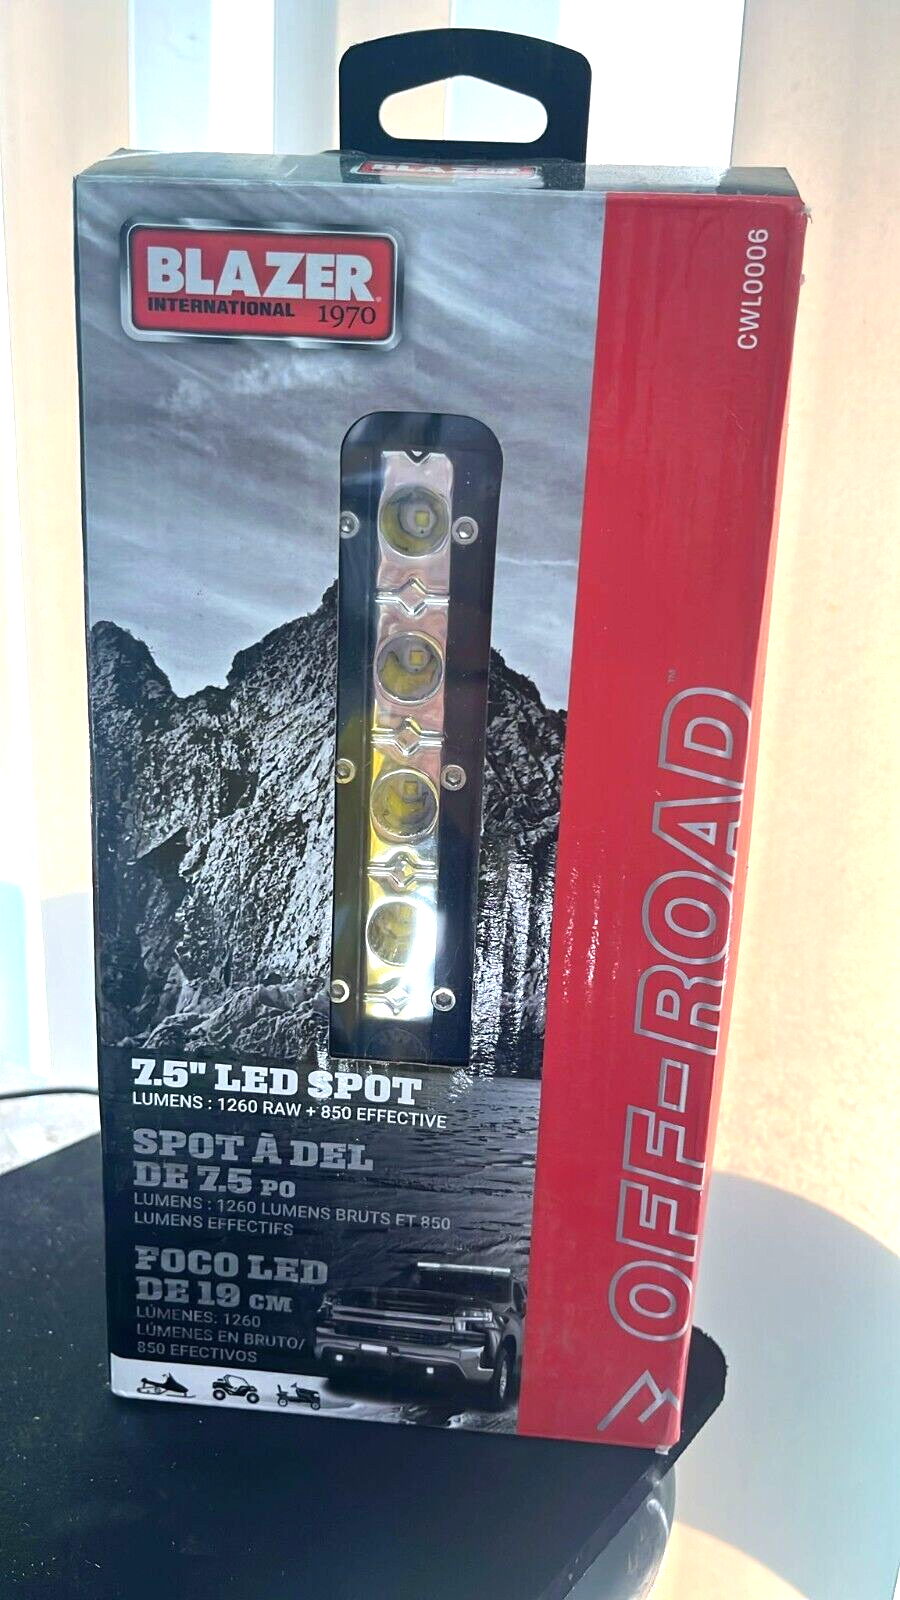 BLAZER
BLAZER®
INTERNATIONAL 1970
CWL0006
OFF-ROAD™
7.5" LED SPOT
LUMENS : 1260 RAW + 850 EFFECTIVE
SPOT À DEL
DE 7.5 PO
LUMENS : 1260 LUMENS BRUTS ET 850
LUMENS EFFECTIFS
FOCO LED
DE 19 CM
LÚMENES: 1260
LÚMENES EN BRUTO/
850 EFECTIVOS